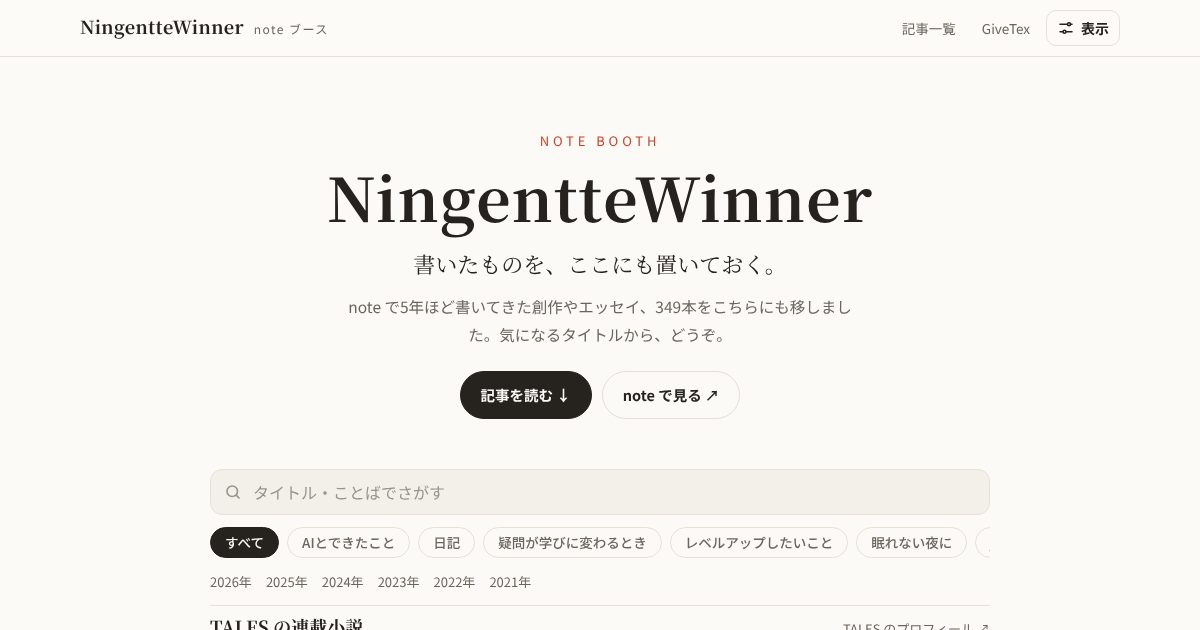 NingentteWinner note ブース 記事一覧 GiveTex 表示
NOTE BOOTH
NingentteWinner
書いたものを、ここにも置いておく。
note で5年ほど書いてきた創作やエッセイ、349本をこちらにも移しまし
た。気になるタイトルから、どうぞ。
記事を読む ↓ note で見る ↗
タイトル・ことばでさがす
すべて AIとできたこと 日記 疑問が学びに変わるとき レベルアップしたいこと 眠れない夜に
2026年 2025年 2024年 2023年 2022年 2021年
TALES の連載小説 TALES のプロフィール ↗